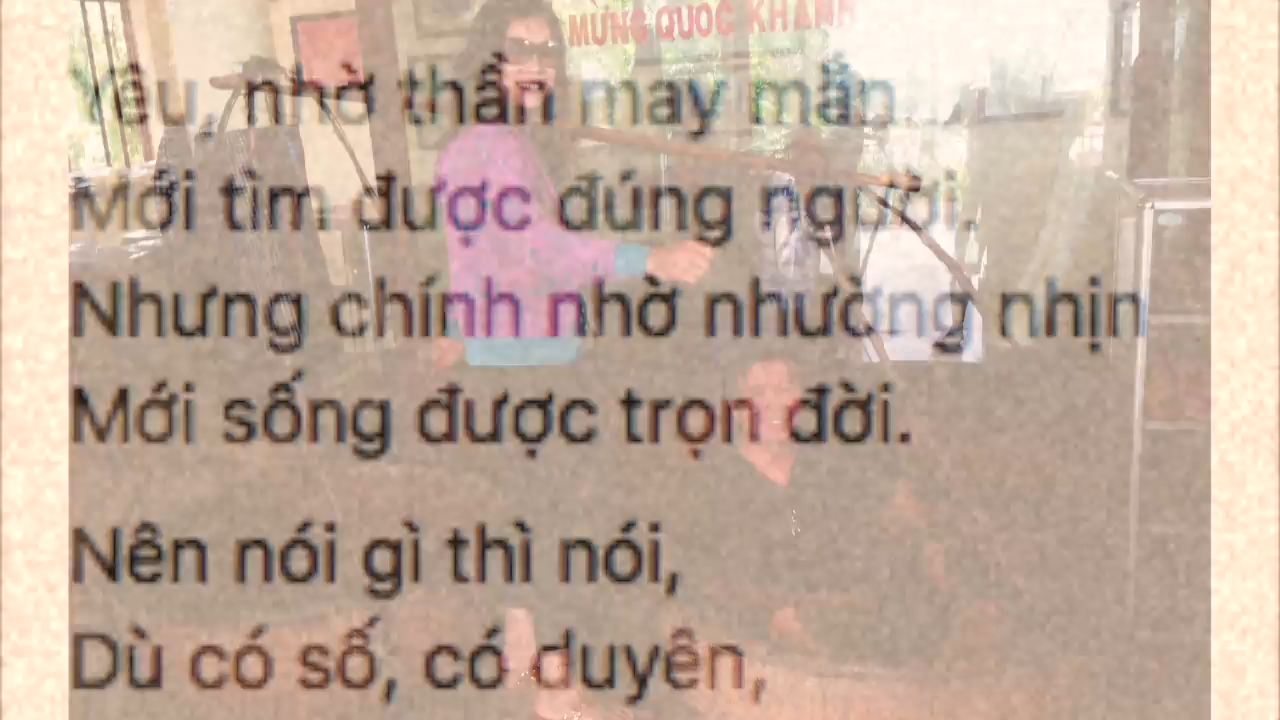 MỪNG QUỐC KHÁNH
Yêu, nhờ thần may mắn
Mới tìm được đúng người,
Nhưng chính nhờ nhường nhịn
Mới sống được trọn đời.
Nên nói gì thì nói,
Dù có số, có duyên,